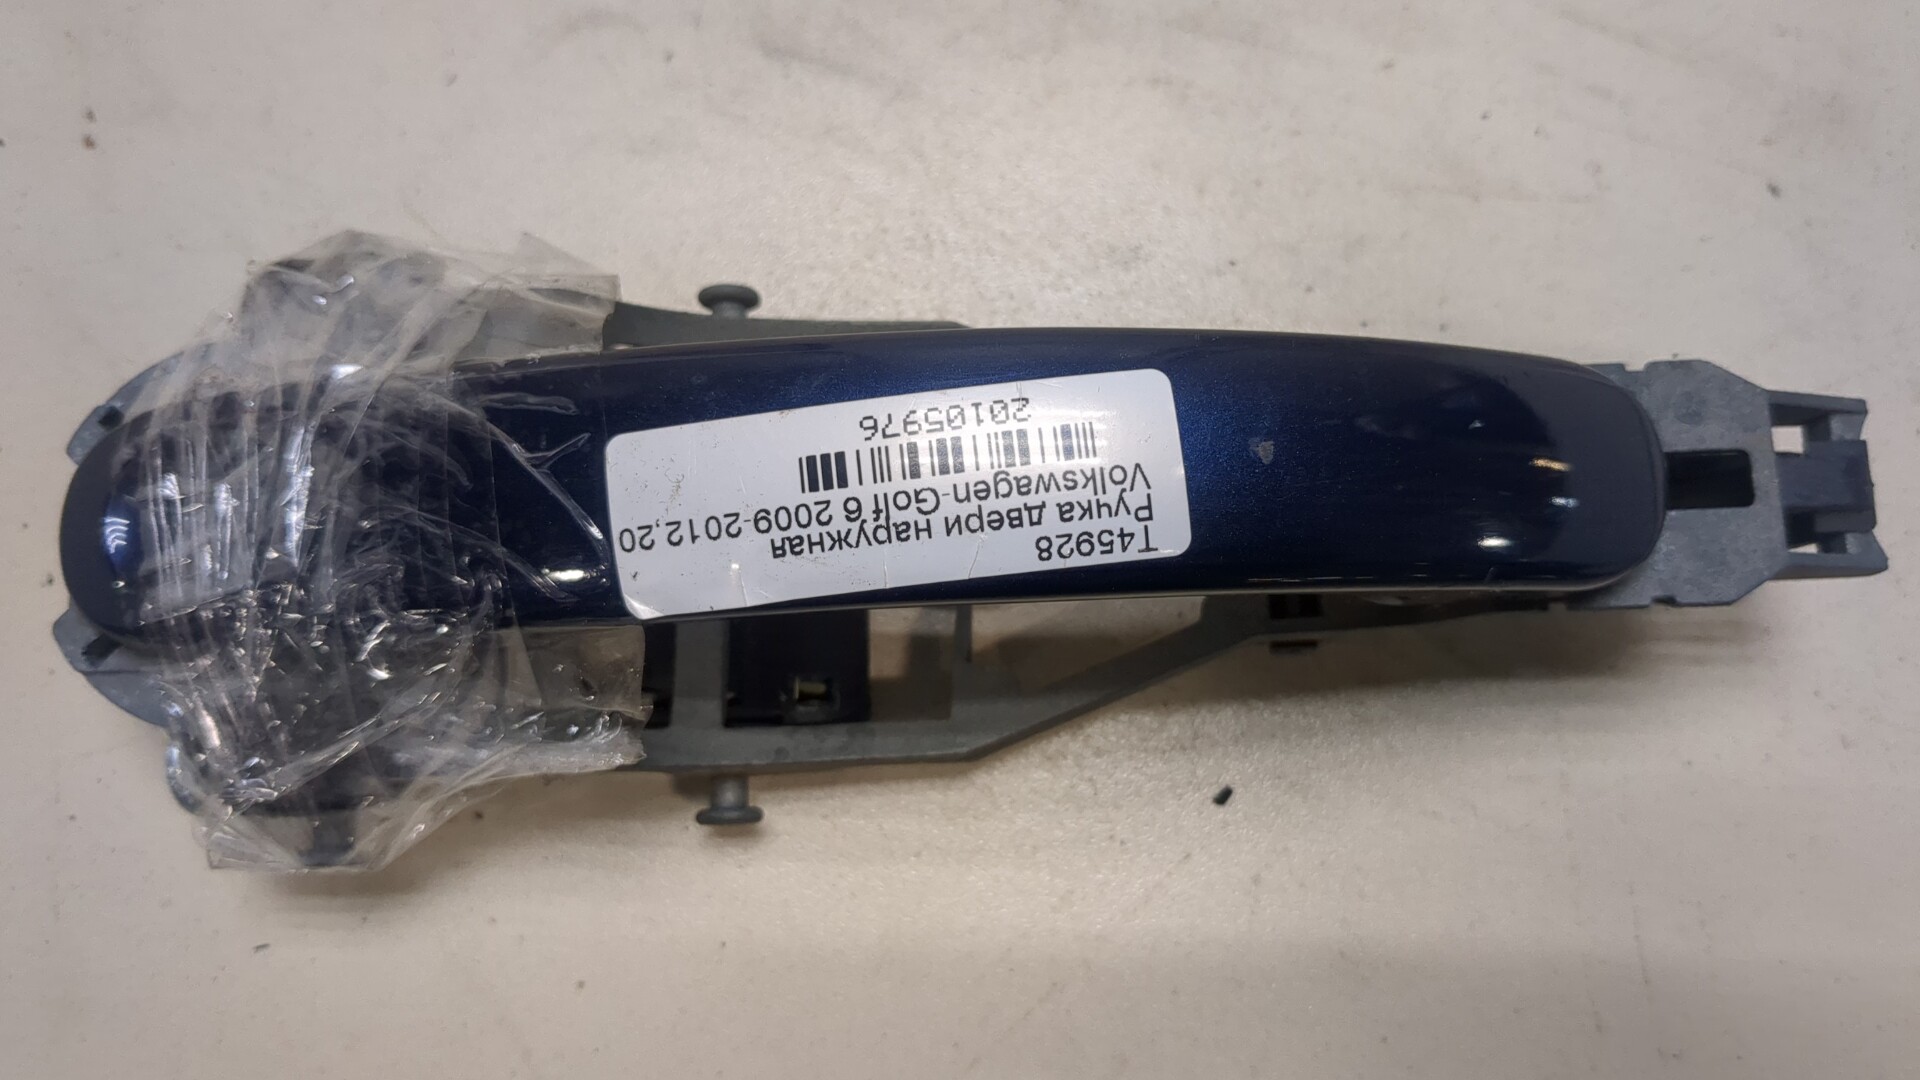 T45928
Ручка двери наружная
Volkswagen-Golf 6 2009-2012,20
20105976